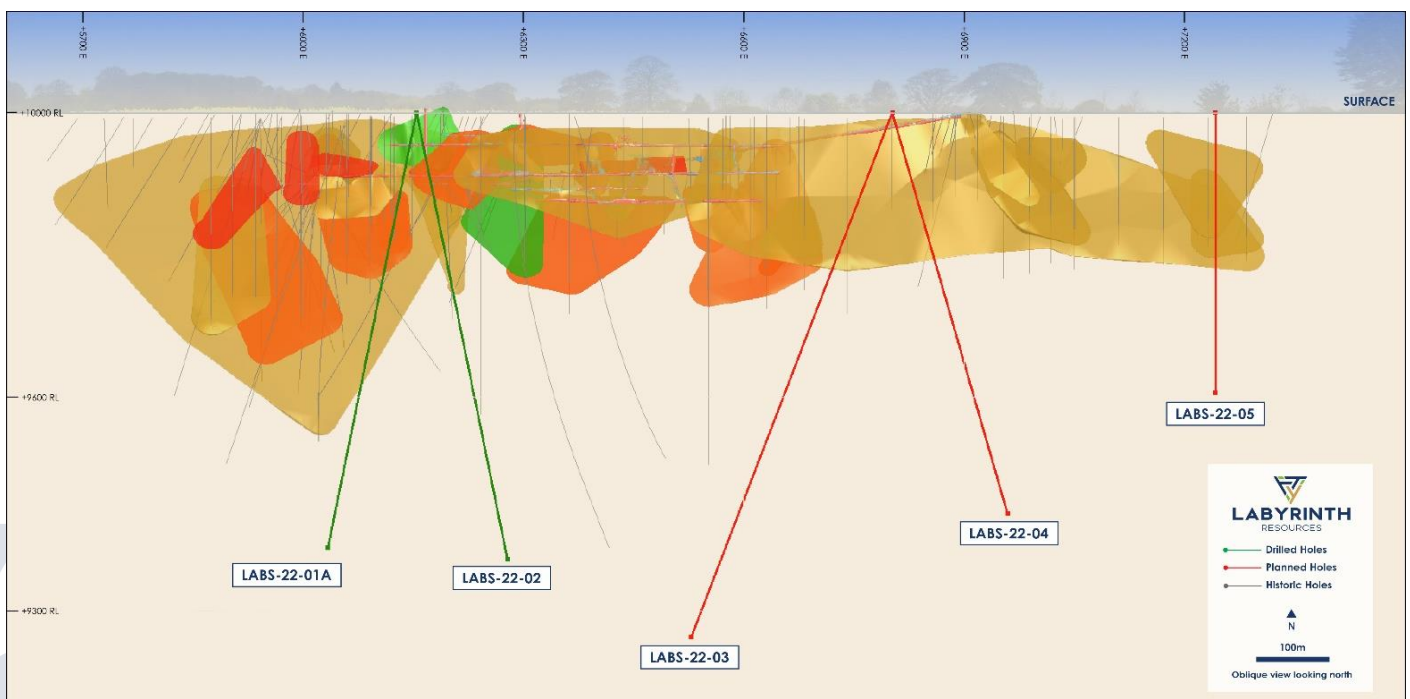 +5700 E
+6000 E
+6300 E
+6600 E
+6900 E
+7200 E
+10000 RL
SURFACE
+9600 RL
+9300 RL
LABS-22-01A
LABS-22-02
LABS-22-03
LABS-22-04
LABS-22-05
LABYRINTH
RESOURCES
Drilled Holes
Planned Holes
Historic Holes
N
100m
Oblique view looking north